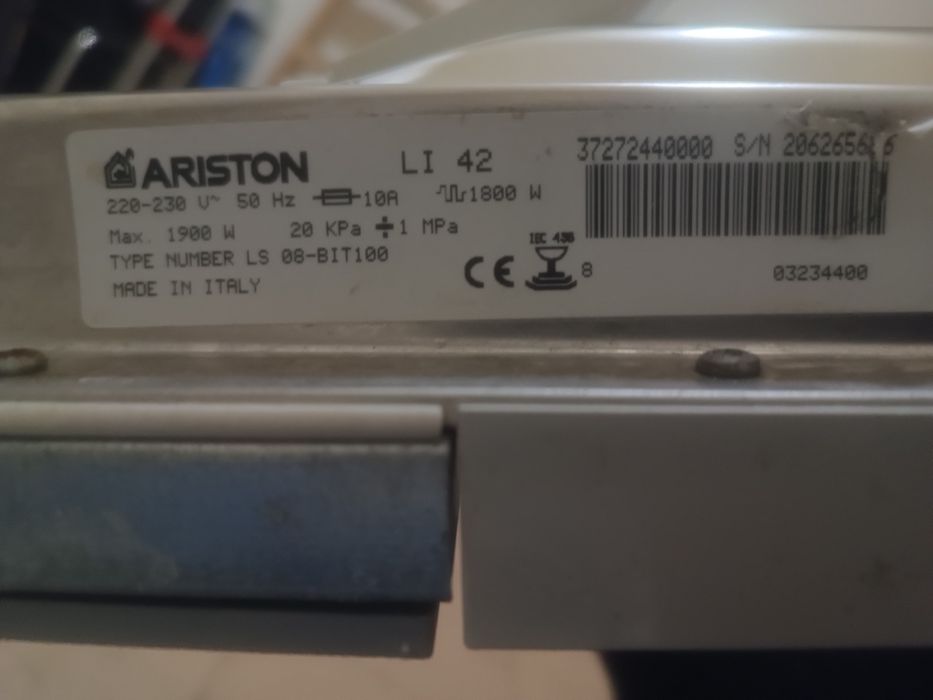 ARISTON
LI 42
37272440000 S/N
220-230 V~ 50 Hz 10A 1800 W
Max. 1900 W 20 KPa ÷ 1 MPa
TYPE NUMBER LS 08-BIT100
MADE IN ITALY
CE
IEC 436
8
03234400